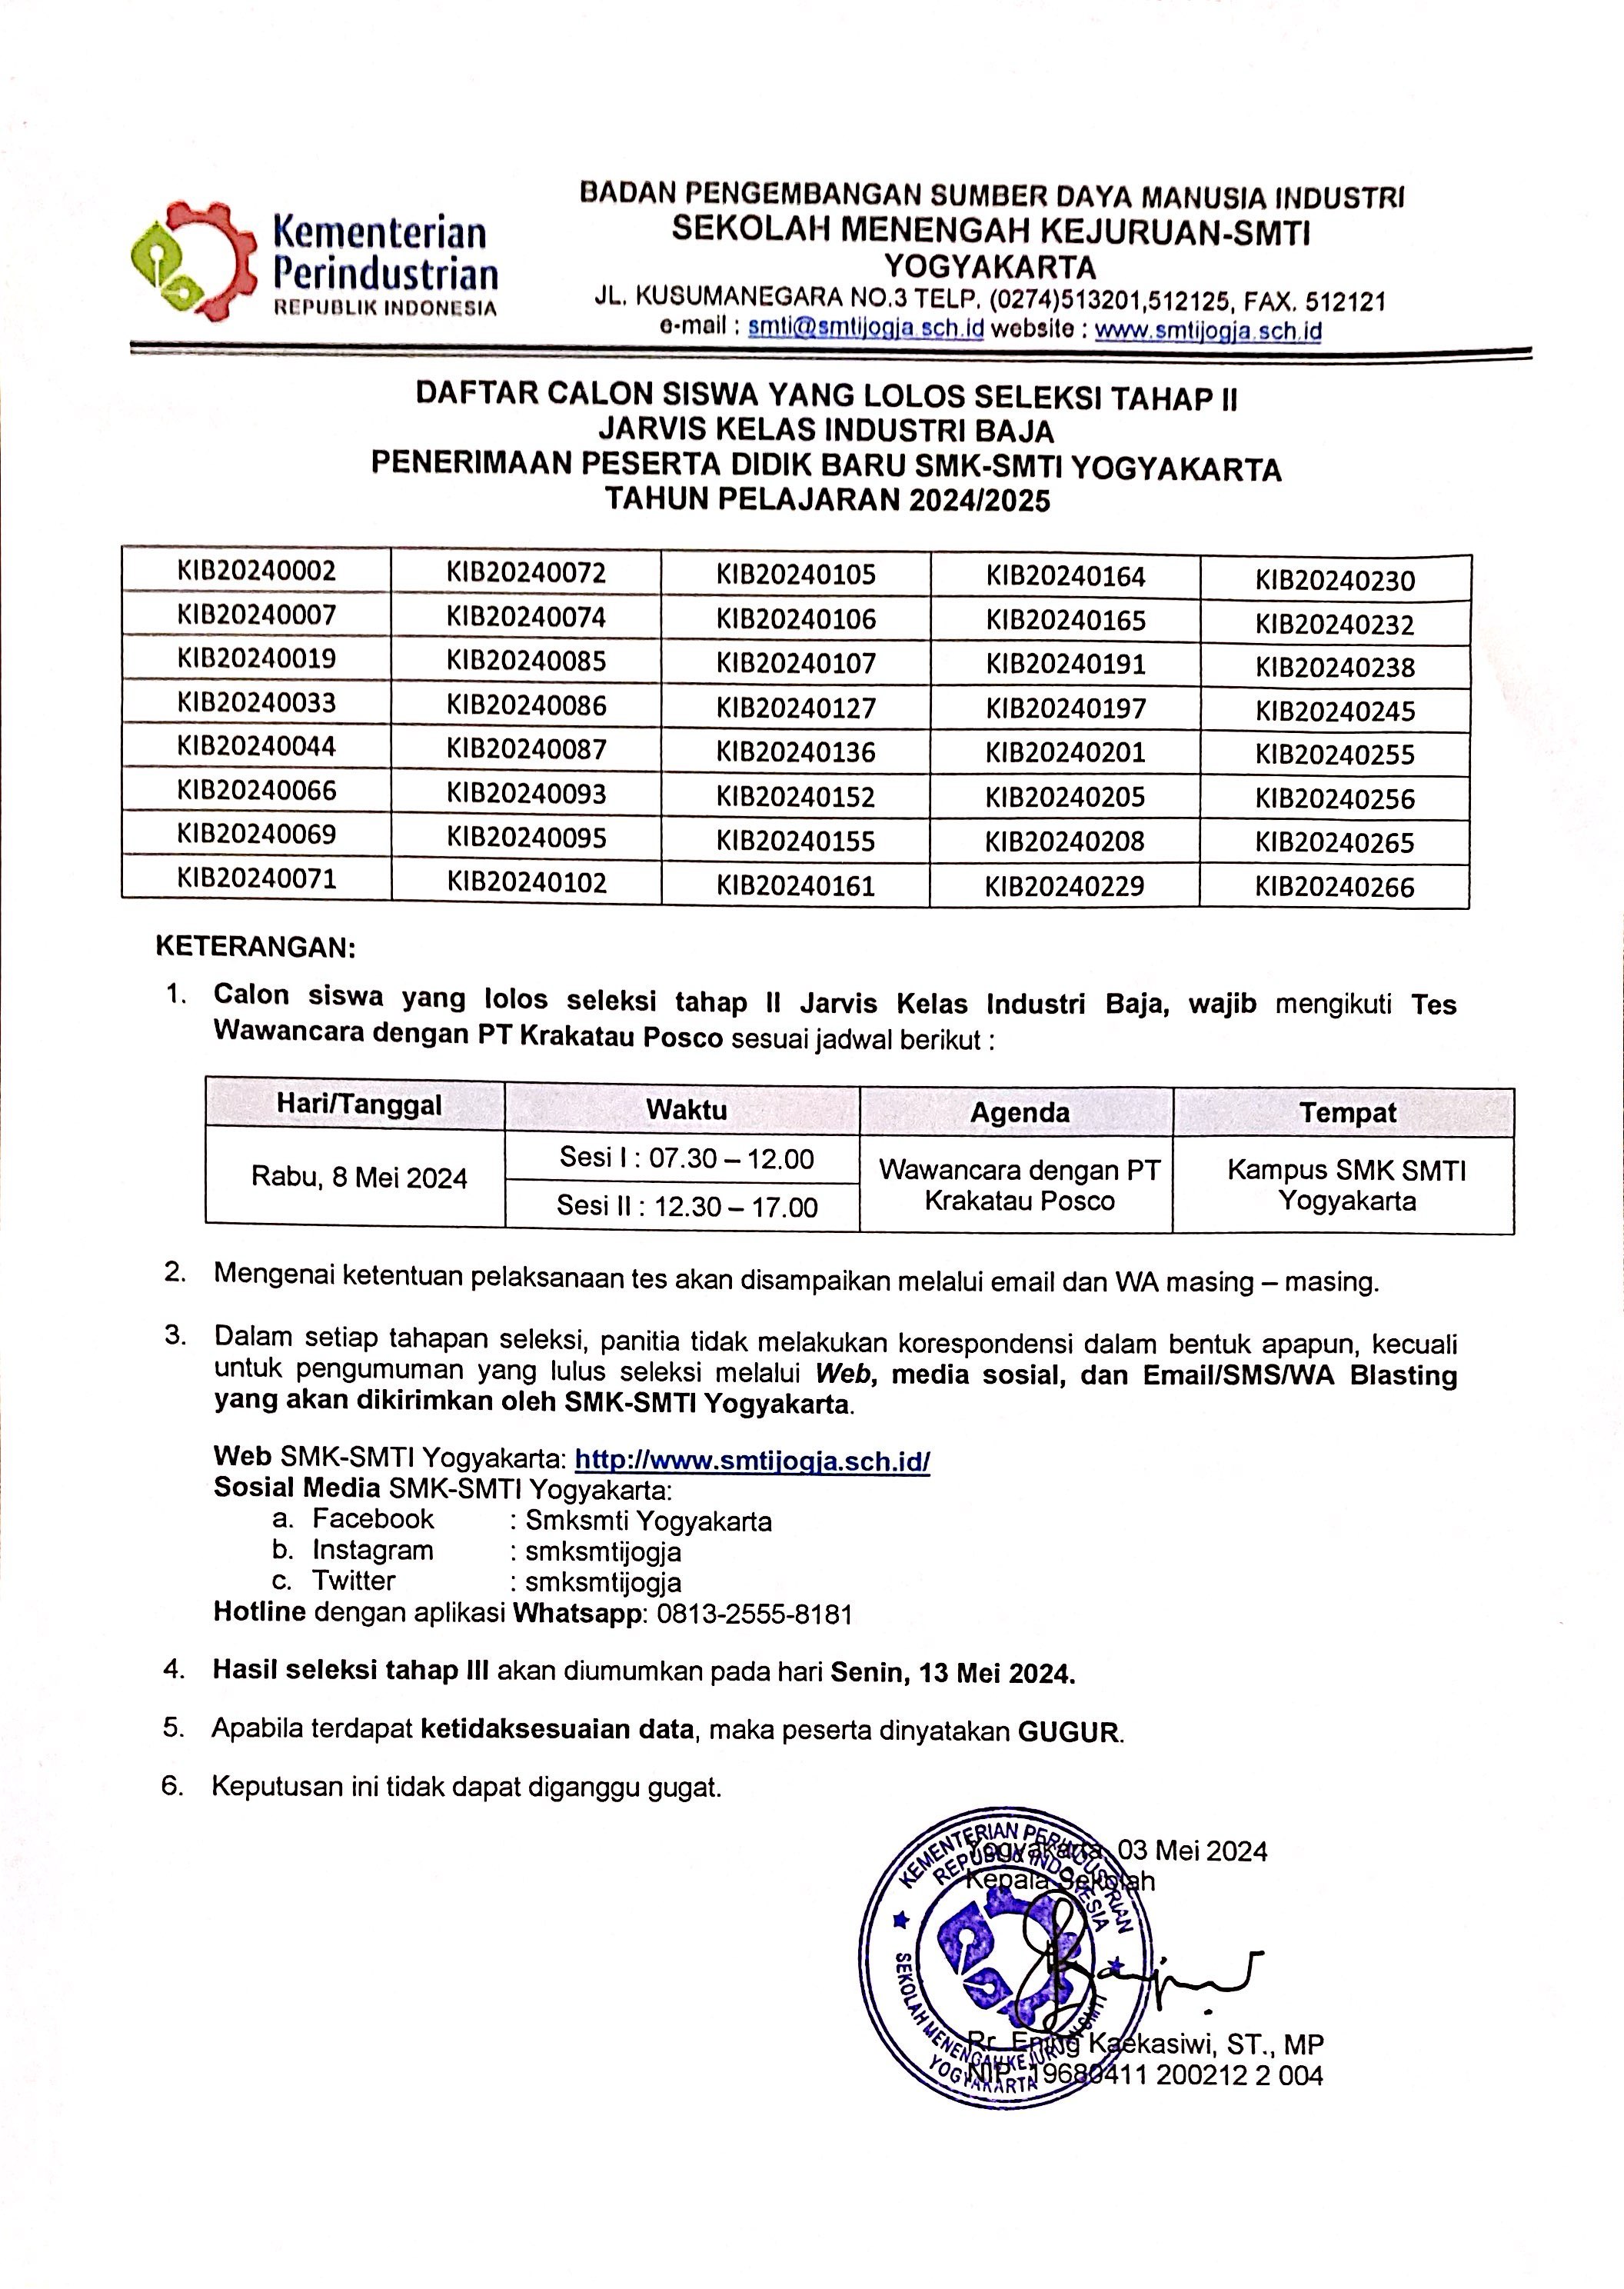 Kementerian
Perindustrian
REPUBLIK INDONESIA
BADAN PENGEMBANGAN SUMBER DAYA MANUSIA INDUSTRI
SEKOLAH MENENGAH KEJURUAN-SMTI
YOGYAKARTA
JL. KUSUMANEGARA NO.3 TELP. (0274)513201,512125, FAX. 512121
e-mail : smti@smtijogja.sch.id website : www.smtijogja.sch.id
DAFTAR CALON SISWA YANG LOLOS SELEKSI TAHAP II
JARVIS KELAS INDUSTRI BAJA
PENERIMAAN PESERTA DIDIK BARU SMK-SMTI YOGYAKARTA
TAHUN PELAJARAN 2024/2025
KIB20240002 KIB20240072 KIB20240105 KIB20240164 KIB20240230
KIB20240007 KIB20240074 KIB20240106 KIB20240165 KIB20240232
KIB20240019 KIB20240085 KIB20240107 KIB20240191 KIB20240238
KIB20240033 KIB20240086 KIB20240127 KIB20240197 KIB20240245
KIB20240044 KIB20240087 KIB20240136 KIB20240201 KIB20240255
KIB20240066 KIB20240093 KIB20240152 KIB20240205 KIB20240256
KIB20240069 KIB20240095 KIB20240155 KIB20240208 KIB20240265
KIB20240071 KIB20240102 KIB20240161 KIB20240229 KIB20240266
KETERANGAN:
1. Calon siswa yang lolos seleksi tahap II Jarvis Kelas Industri Baja, wajib mengikuti Tes
Wawancara dengan PT Krakatau Posco sesuai jadwal berikut :
Hari/Tanggal Waktu Agenda Tempat
Rabu, 8 Mei 2024
Sesi I : 07.30 – 12.00
Sesi II : 12.30 – 17.00
Wawancara dengan PT
Krakatau Posco
Kampus SMK SMTI
Yogyakarta
2. Mengenai ketentuan pelaksanaan tes akan disampaikan melalui email dan WA masing – masing.
3. Dalam setiap tahapan seleksi, panitia tidak melakukan korespondensi dalam bentuk apapun, kecuali
untuk pengumuman yang lulus seleksi melalui Web, media sosial, dan Email/SMS/WA Blasting
yang akan dikirimkan oleh SMK-SMTI Yogyakarta.
Web SMK-SMTI Yogyakarta: http://www.smtijogja.sch.id/
Sosial Media SMK-SMTI Yogyakarta:
a. Facebook : Smksmti Yogyakarta
b. Instagram : smksmtijogja
c. Twitter : smksmtijogja
Hotline dengan aplikasi Whatsapp: 0813-2555-8181
4. Hasil seleksi tahap III akan diumumkan pada hari Senin, 13 Mei 2024.
5. Apabila terdapat ketidaksesuaian data, maka peserta dinyatakan GUGUR.
6. Keputusan ini tidak dapat diganggu gugat.
Yogyakarta, 03 Mei 2024
Kepala Sekolah
KEMENTERIAN PERINDUSTRIAN
REPUBLIK INDONESIA
SEKOLAH MENENGAH KEJURUAN SMTI
YOGYAKARTA
Rr. Ening Kaekasiwi, ST., MP
NIP. 19680411 200212 2 004